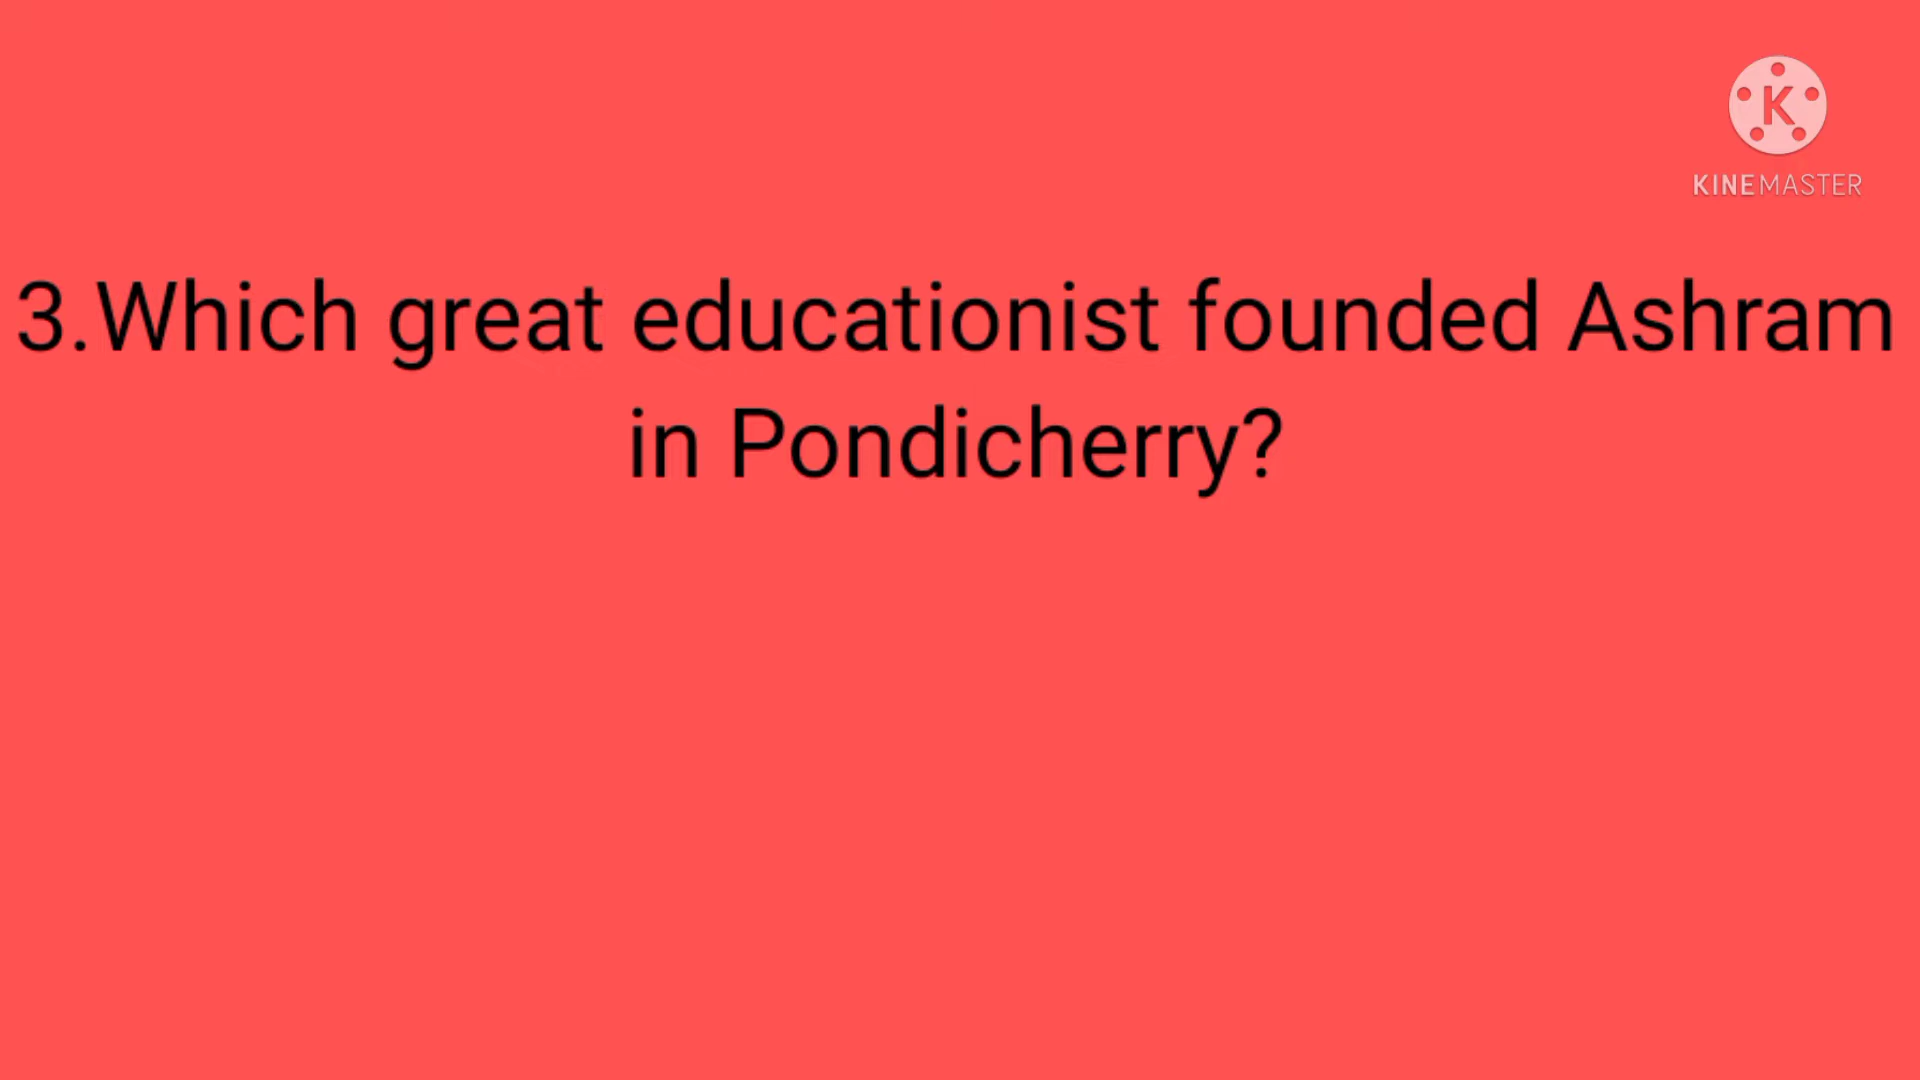 K
KINEMASTER
3.Which great educationist founded Ashram
in Pondicherry?